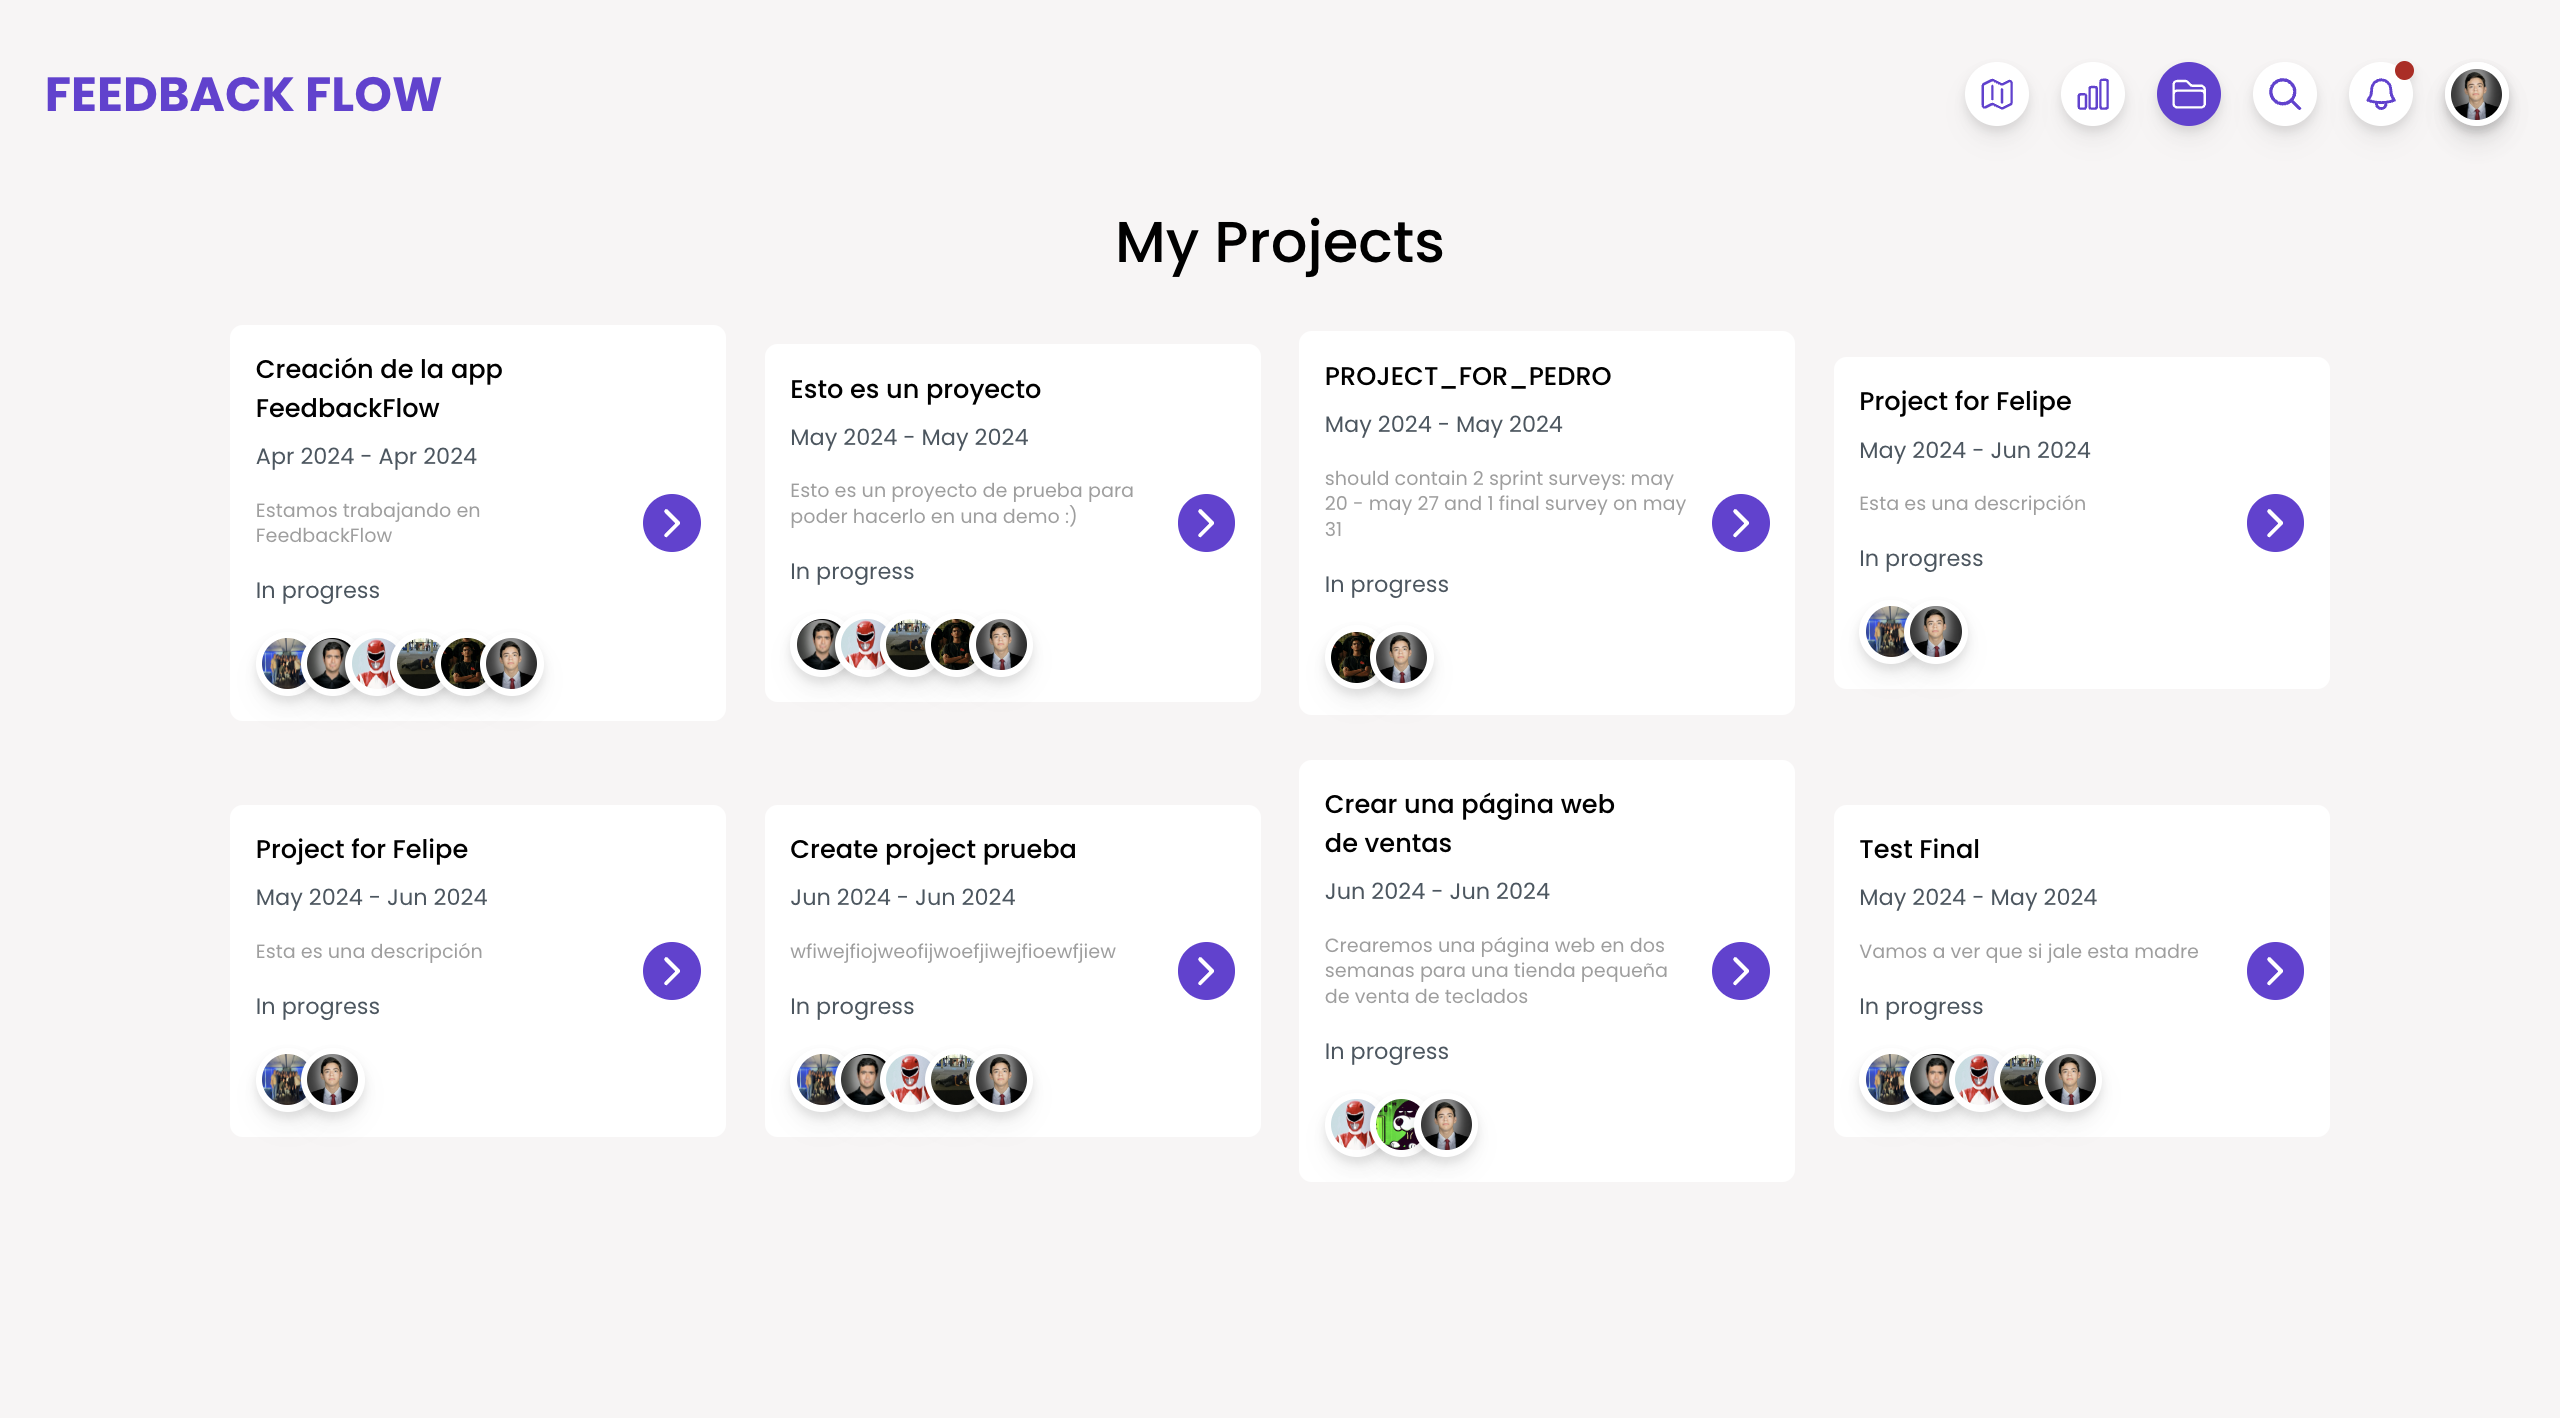 FEEDBACK FLOW
My Projects
Creación de la app
FeedbackFlow
Apr 2024 - Apr 2024
Estamos trabajando en
FeedbackFlow
In progress
Esto es un proyecto
May 2024 - May 2024
Esto es un proyecto de prueba para
poder hacerlo en una demo :)
In progress
PROJECT_FOR_PEDRO
May 2024 - May 2024
should contain 2 sprint surveys: may
20 - may 27 and 1 final survey on may
31
In progress
Project for Felipe
May 2024 - Jun 2024
Esta es una descripción
In progress
Project for Felipe
May 2024 - Jun 2024
Esta es una descripción
In progress
Create project prueba
Jun 2024 - Jun 2024
wfiwejfiojweofijwoefjiwejfioewfjiew
In progress
Crear una página web
de ventas
Jun 2024 - Jun 2024
Crearemos una página web en dos
semanas para una tienda pequeña
de venta de teclados
In progress
Test Final
May 2024 - May 2024
Vamos a ver que si jale esta madre
In progress